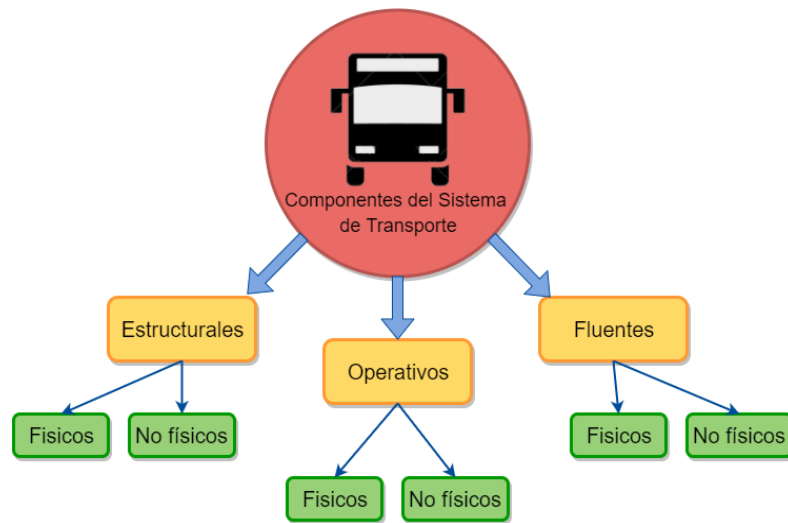 Componentes del Sistema
de Transporte
Estructurales
Operativos
Fluentes
Fisicos
No físicos
Fisicos
No físicos
Fisicos
No físicos